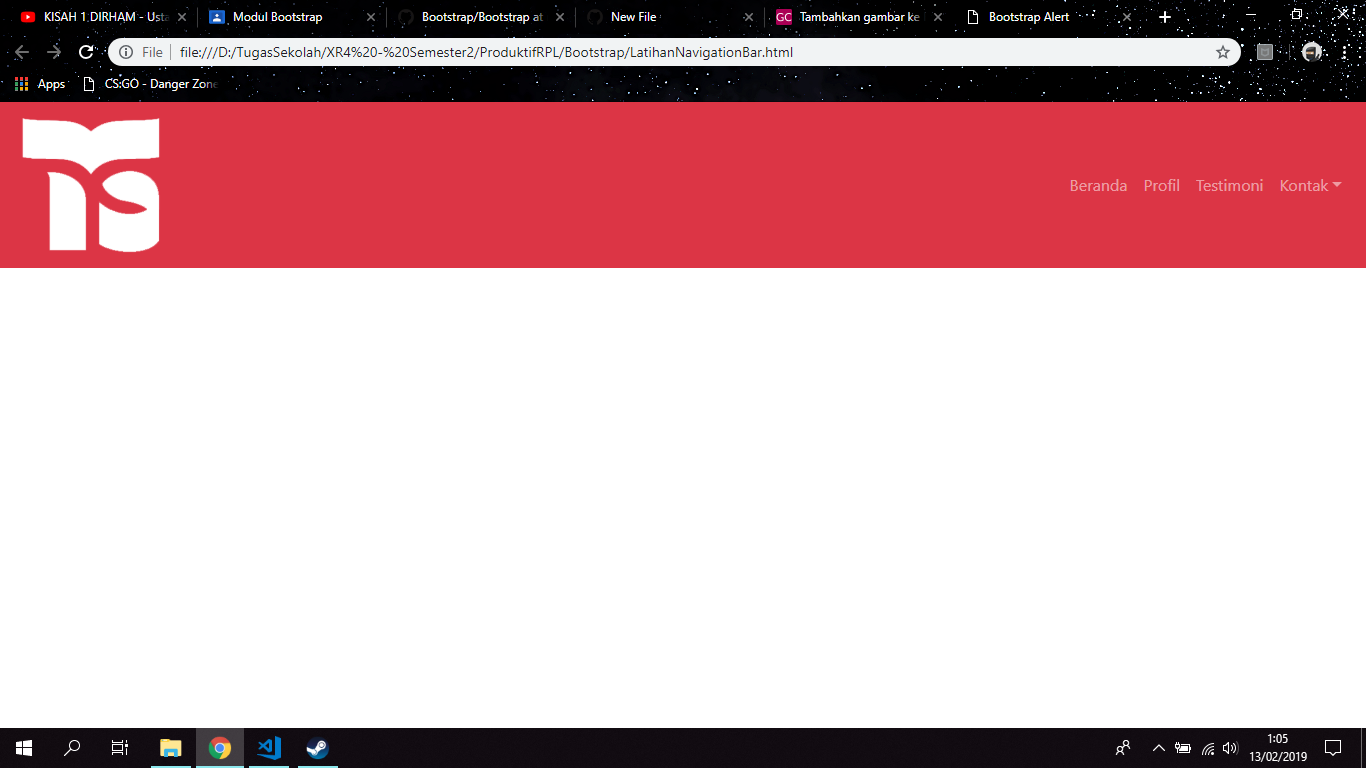 KISAH 1 DIRHAM - Usta
Modul Bootstrap
Bootstrap/Bootstrap at
New File
GC
Tambahkan gambar ke
Bootstrap Alert
File
file:///D:/TugasSekolah/XR4%20-%20Semester2/ProduktifRPL/Bootstrap/LatihanNavigationBar.html
Apps
CS:GO - Danger Zone
Beranda
Profil
Testimoni
Kontak
1:05
13/02/2019